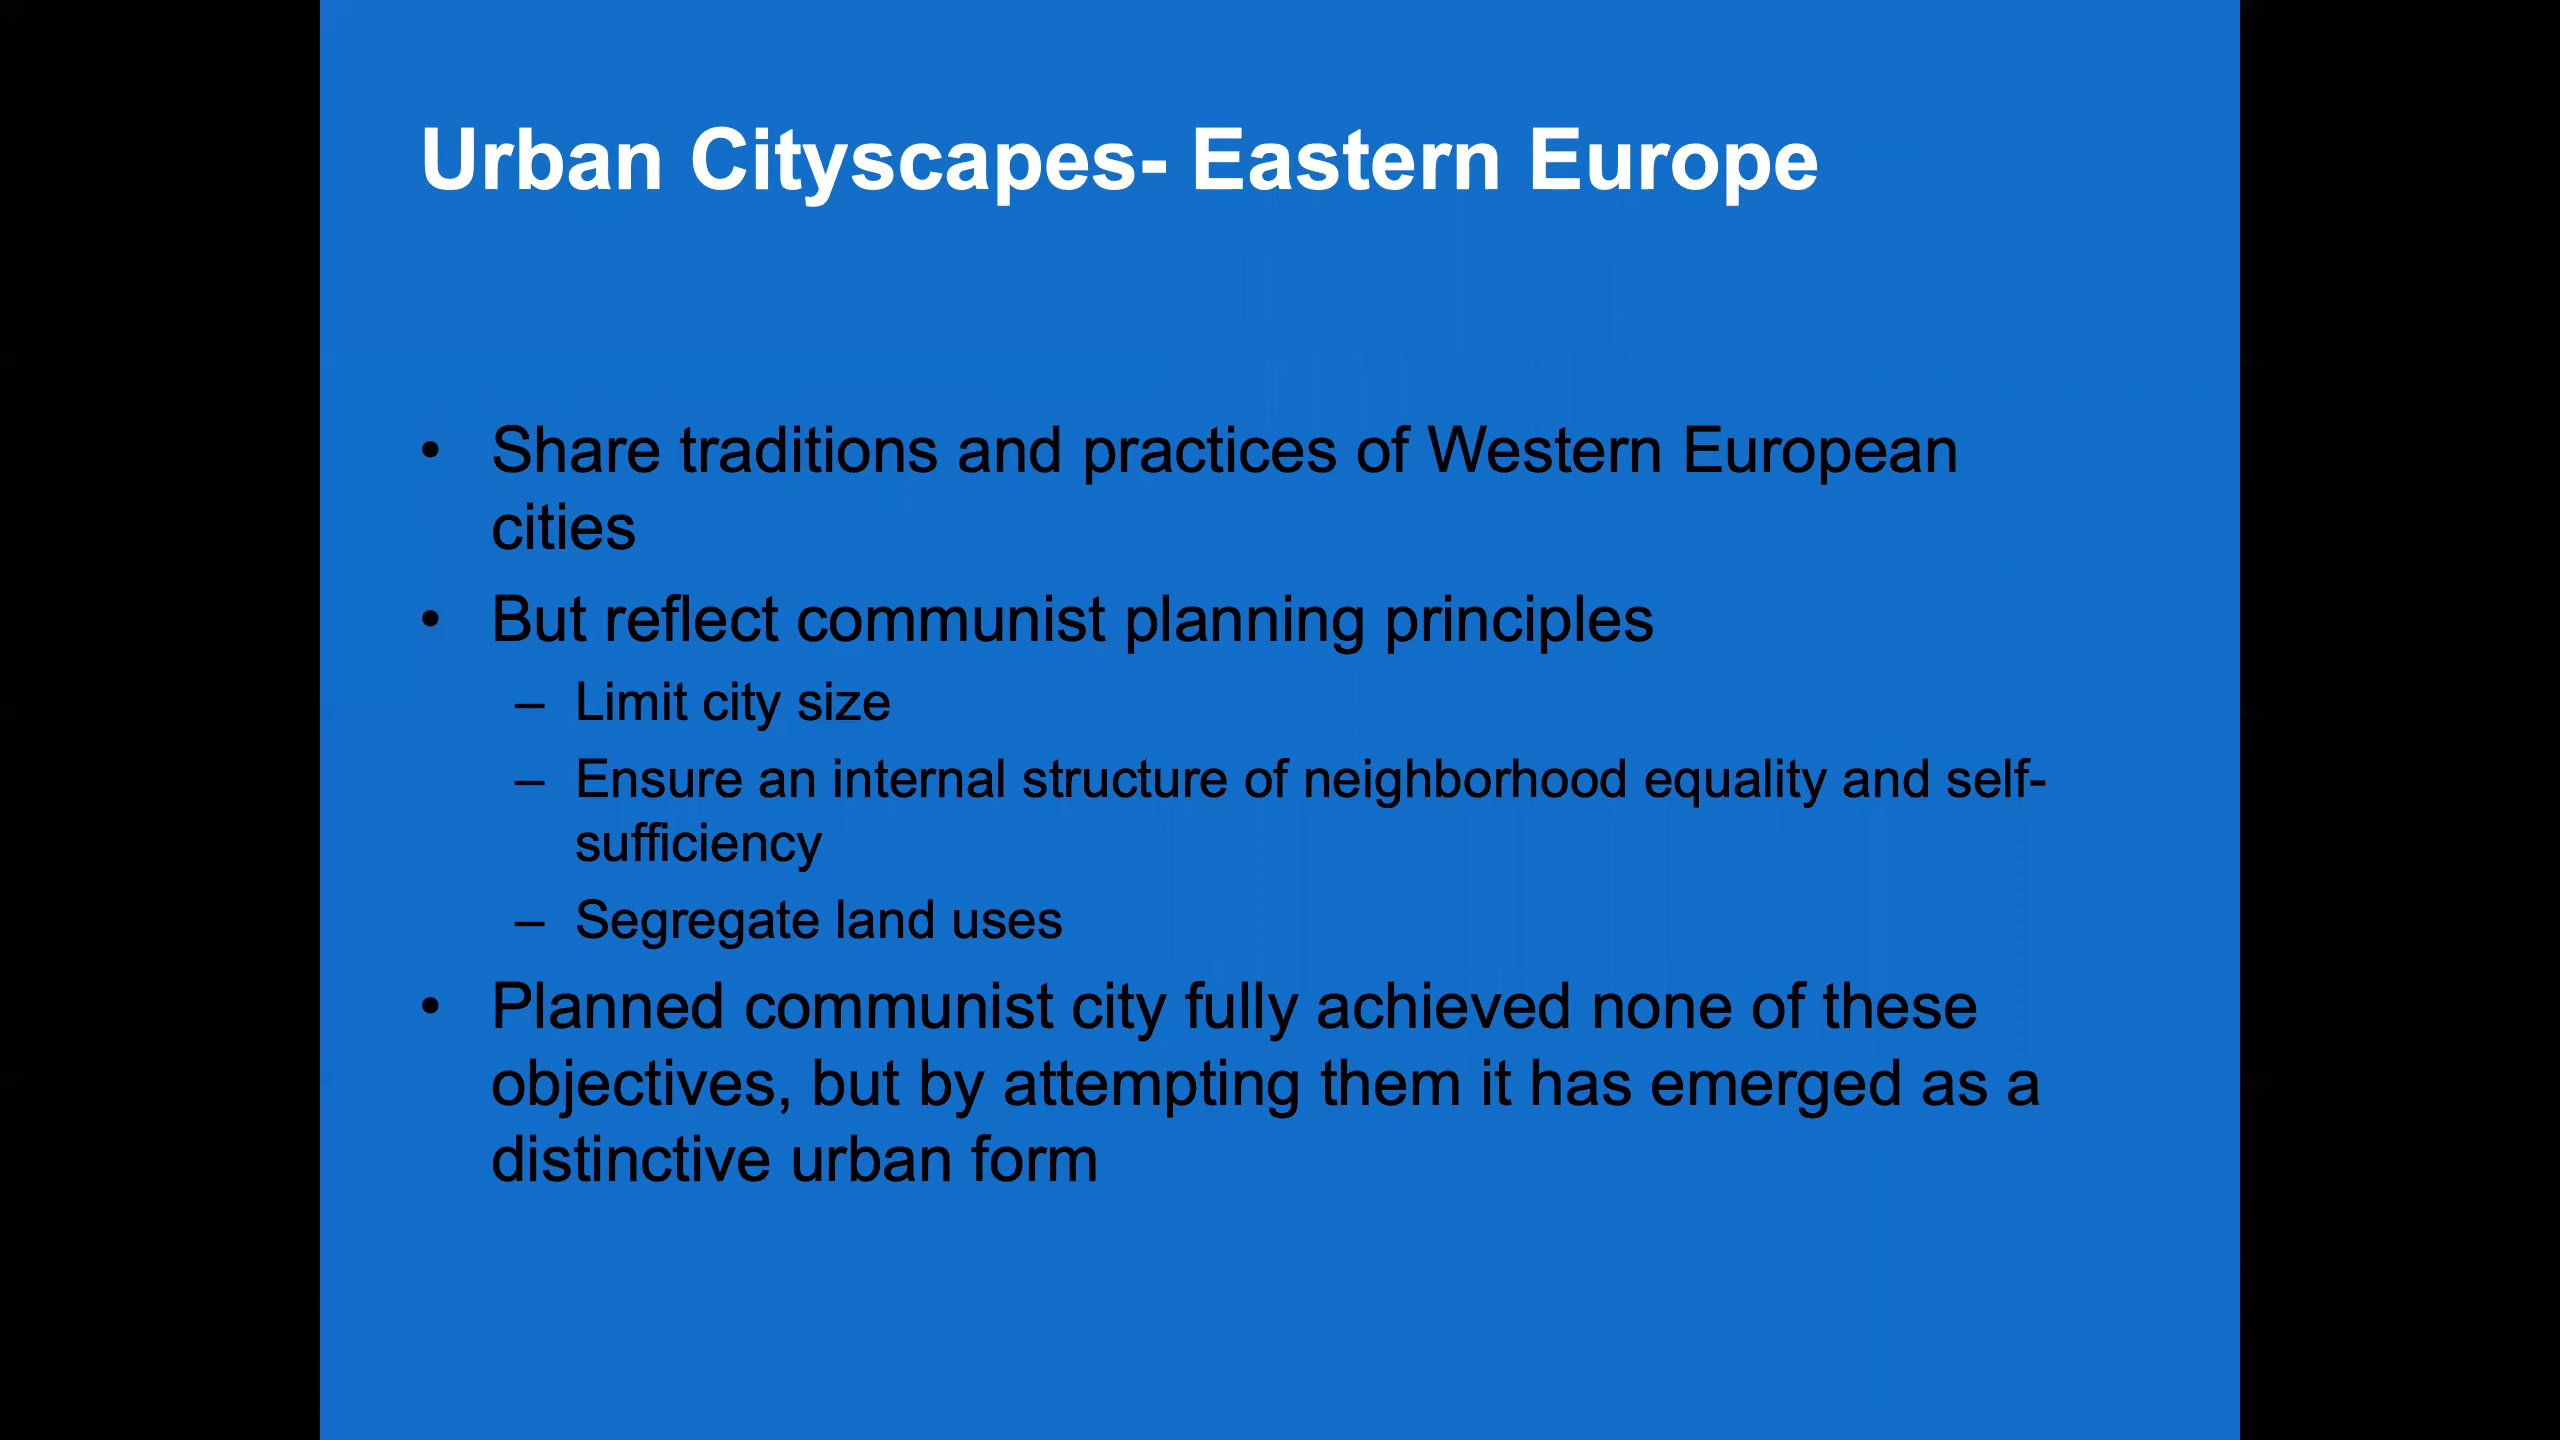 Urban Cityscapes- Eastern Europe
• Share traditions and practices of Western European
cities
• But reflect communist planning principles
– Limit city size
– Ensure an internal structure of neighborhood equality and self-
sufficiency
– Segregate land uses
• Planned communist city fully achieved none of these
objectives, but by attempting them it has emerged as a
distinctive urban form